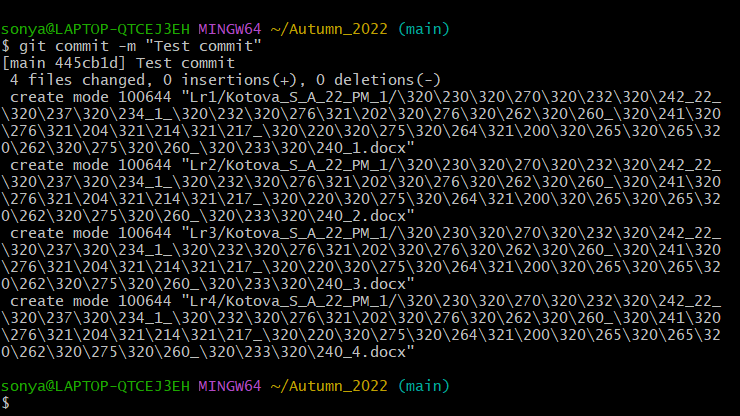 sonya@LAPTOP-QTCEJ3EH MINGW64 ~/Autumn_2022 (main)
$ git commit -m "Test commit"
[main 445cb1d] Test commit
 4 files changed, 0 insertions(+), 0 deletions(-)
 create mode 100644 "Lr1/Kotova_S_A_22_PM_1/\320\230\320\270\320\232\320\242_22_
\320\237\320\234_1_\320\232\320\276\321\202\320\276\320\262\320\260_\320\241\320
\276\321\204\321\214\321\217_\320\220\320\275\320\264\321\200\320\265\320\265\32
0\262\320\275\320\260_\320\233\320\240_1.docx"
 create mode 100644 "Lr2/Kotova_S_A_22_PM_1/\320\230\320\270\320\232\320\242_22_
\320\237\320\234_1_\320\232\320\276\321\202\320\276\320\262\320\260_\320\241\320
\276\321\204\321\214\321\217_\320\220\320\275\320\264\321\200\320\265\320\265\32
0\262\320\275\320\260_\320\233\320\240_2.docx"
 create mode 100644 "Lr3/Kotova_S_A_22_PM_1/\320\230\320\270\320\232\320\242_22_
\320\237\320\234_1_\320\232\320\276\321\202\320\276\320\262\320\260_\320\241\320
\276\321\204\321\214\321\217_\320\220\320\275\320\264\321\200\320\265\320\265\32
0\262\320\275\320\260_\320\233\320\240_3.docx"
 create mode 100644 "Lr4/Kotova_S_A_22_PM_1/\320\230\320\270\320\232\320\242_22_
\320\237\320\234_1_\320\232\320\276\321\202\320\276\320\262\320\260_\320\241\320
\276\321\204\321\214\321\217_\320\220\320\275\320\264\321\200\320\265\320\265\32
0\262\320\275\320\260_\320\233\320\240_4.docx"
sonya@LAPTOP-QTCEJ3EH MINGW64 ~/Autumn_2022 (main)
$